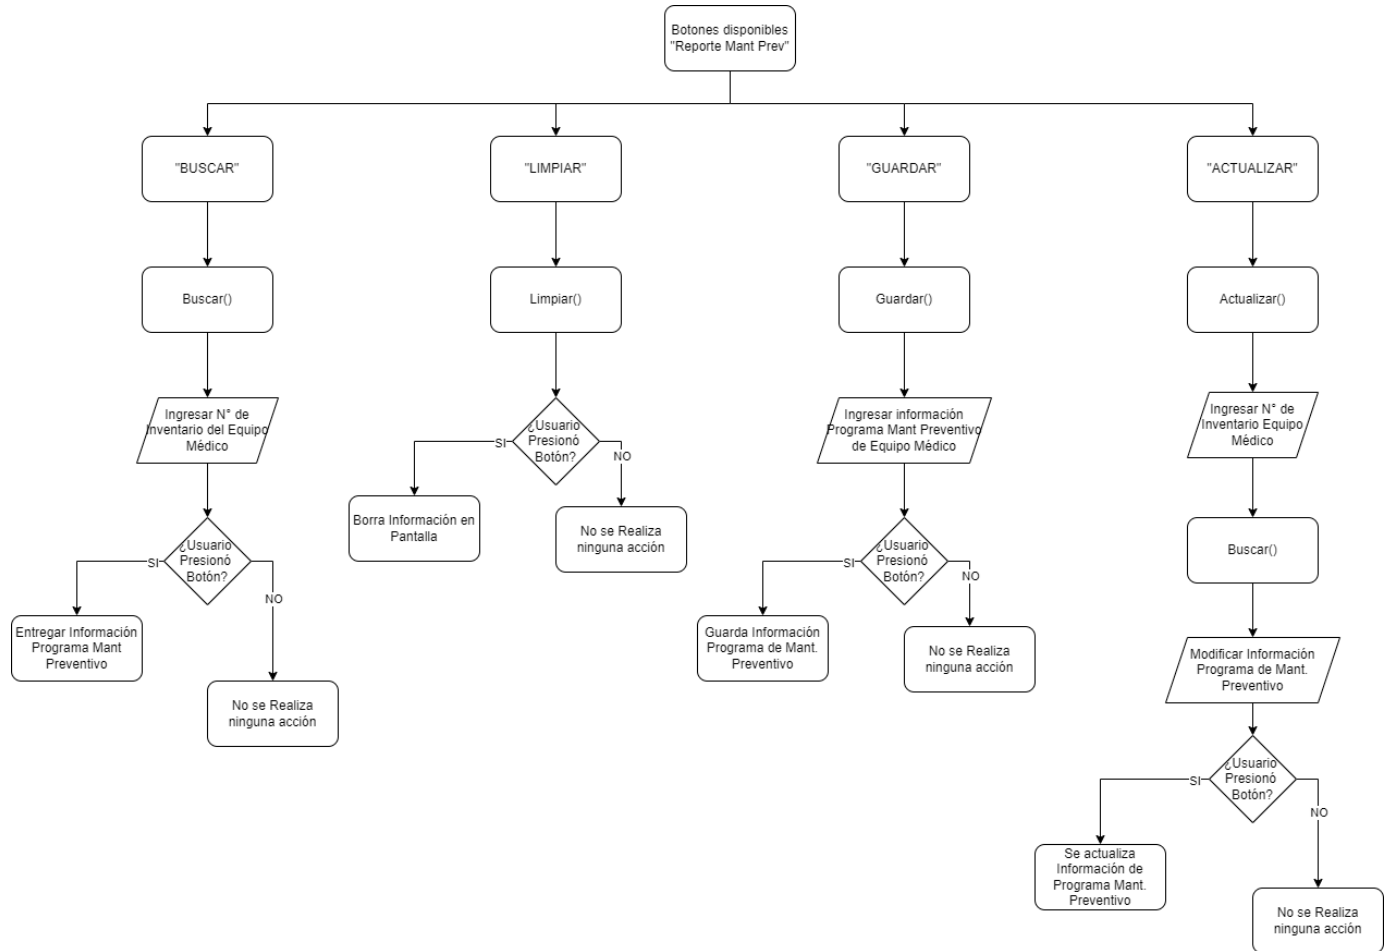 Botones disponibles
"Reporte Mant Prev"
"BUSCAR"
"LIMPIAR"
"GUARDAR"
"ACTUALIZAR"
Buscar()
Limpiar()
Guardar()
Actualizar()
Ingresar N° de
Inventario del Equipo
Médico
¿Usuario
Presionó
Botón?
SI
NO
Entregar Información
Programa Mant
Preventivo
No se Realiza
ninguna acción
¿Usuario
Presionó
Botón?
SI
NO
Borra Información en
Pantalla
No se Realiza
ninguna acción
Ingresar información
Programa Mant Preventivo
de Equipo Médico
¿Usuario
Presionó
Botón?
SI
NO
Guarda Información
Programa de Mant.
Preventivo
No se Realiza
ninguna acción
Ingresar N° de
Inventario Equipo
Médico
Buscar()
Modificar Información
Programa de Mant.
Preventivo
¿Usuario
Presionó
Botón?
SI
NO
Se actualiza
Información de
Programa Mant.
Preventivo
No se Realiza
ninguna acción